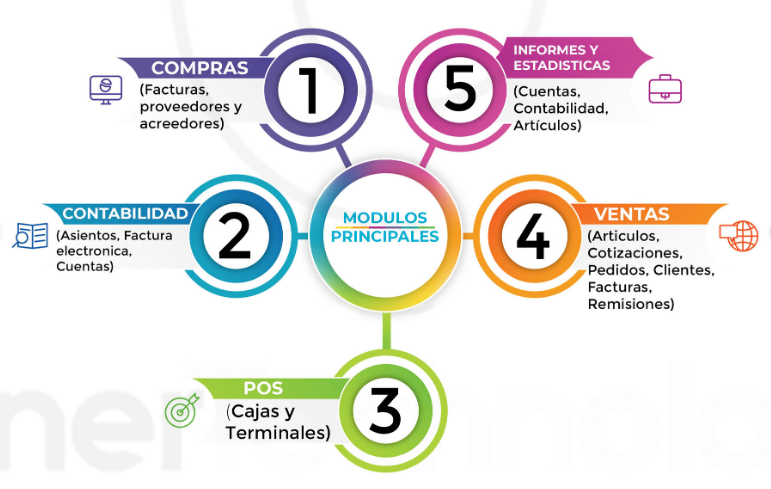 MODULOS
PRINCIPALES
1
COMPRAS
(Facturas,
proveedores y
acreedores)
2
CONTABILIDAD
(Asientos, Factura
electronica,
Cuentas)
3
POS
(Cajas y
Terminales)
4
VENTAS
(Articulos,
Cotizaciones,
Pedidos, Clientes,
Facturas,
Remisiones)
5
INFORMES Y
ESTADISTICAS
(Cuentas,
Contabilidad,
Artículos)